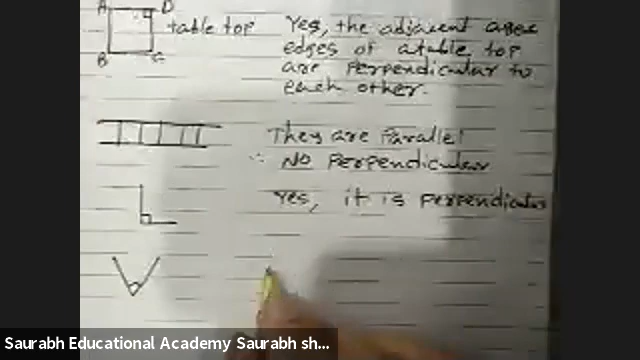 A D
table top
B C
Yes, the adjacent
edges of a table top
are Perpendicular to
each other.
They are Parallel
∴ NO Perpendicular
Yes, it is perpendicular
Saurabh Educational Academy Saurabh sh...